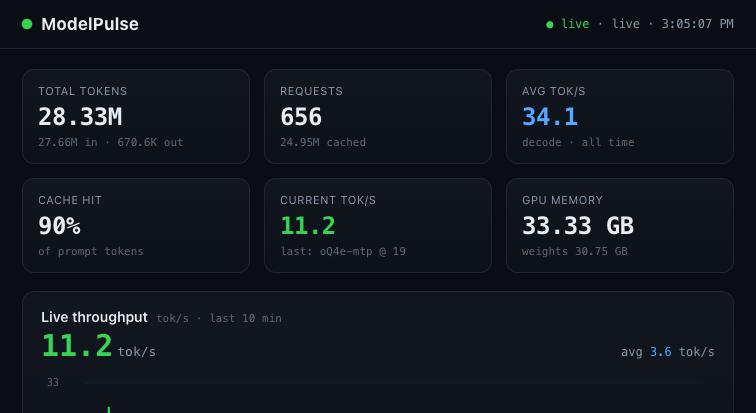 ModelPulse
● live · live · 3:05:07 PM
TOTAL TOKENS
28.33M
27.66M in · 670.6K out
REQUESTS
656
24.95M cached
AVG TOK/S
34.1
decode · all time
CACHE HIT
90%
of prompt tokens
CURRENT TOK/S
11.2
last: oQ4e-mtp @ 19
GPU MEMORY
33.33 GB
weights 30.75 GB
Live throughput tok/s · last 10 min
11.2 tok/s
avg 3.6 tok/s
33